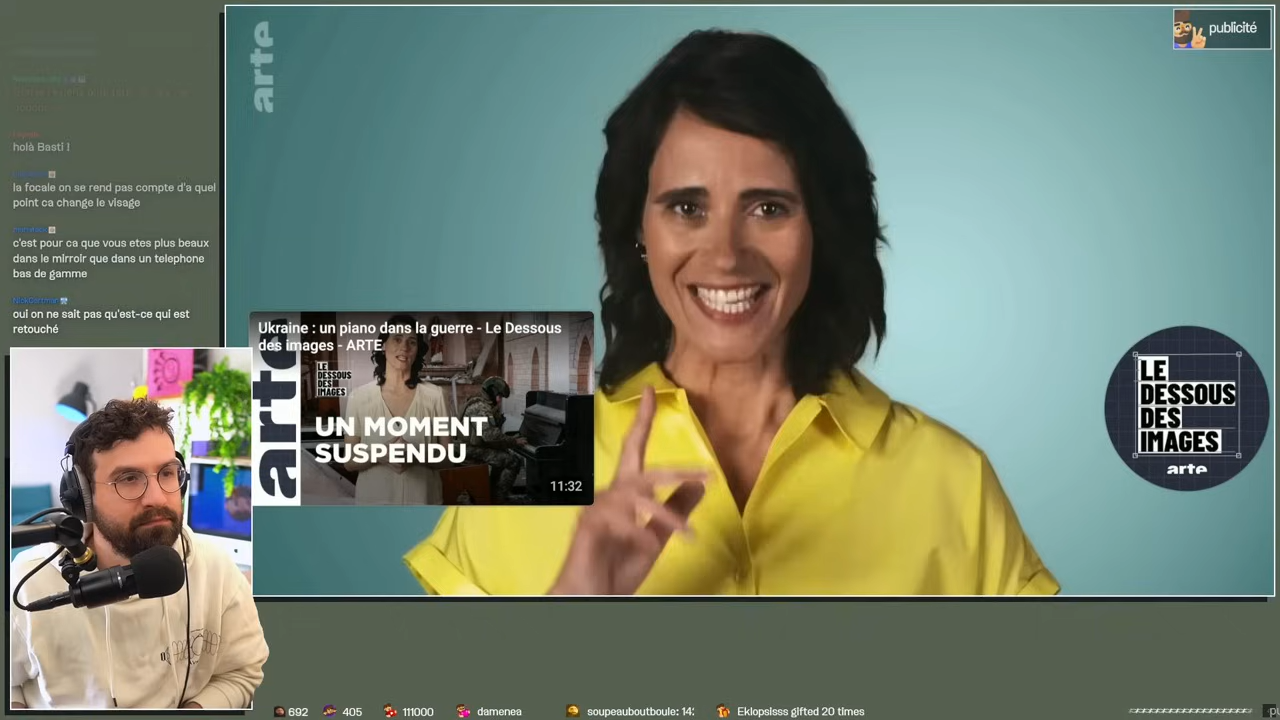 arte
publicité
holà Basti !
la focale on se rend pas compte d'a quel
point ca change le visage
c'est pour ca que vous etes plus beaux
dans le mirroir que dans un telephone
bas de gamme
oui on ne sait pas qu'est-ce qui est
retouché
Ukraine : un piano dans la guerre - Le Dessous
des images - ARTE
arte
LE
DESSOUS
DES
IMAGES
UN MOMENT
SUSPENDU
11:32
LE
DESSOUS
DES
IMAGES
arte
692
405
111000
damenea
soupeauboutboule: 14
Eklopsisss gifted 20 times